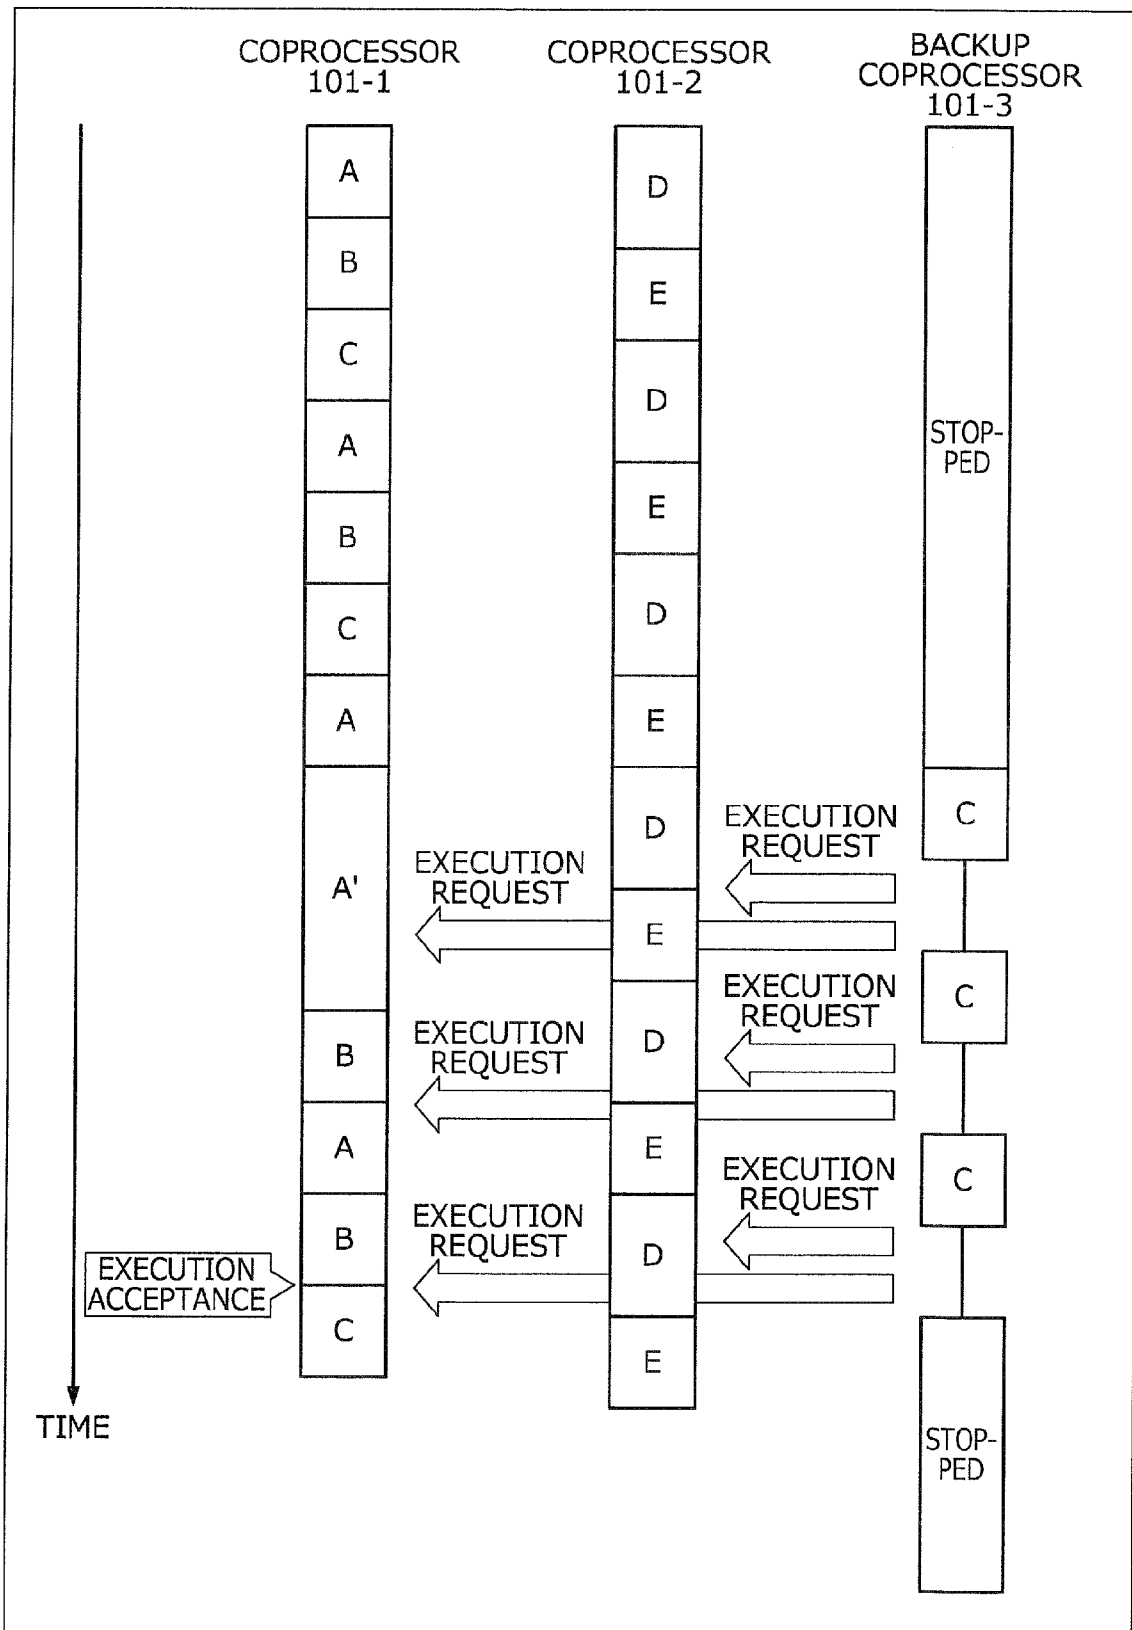 COPROCESSOR
101-1
COPROCESSOR
101-2
BACKUP
COPROCESSOR
101-3
A
B
C
A
B
C
A
A'
B
A
B
C
D
E
D
E
D
E
D
E
D
E
D
E
STOP-
PED
C
C
C
STOP-
PED
EXECUTION
REQUEST
EXECUTION
REQUEST
EXECUTION
REQUEST
EXECUTION
REQUEST
EXECUTION
REQUEST
EXECUTION
REQUEST
EXECUTION
ACCEPTANCE
TIME